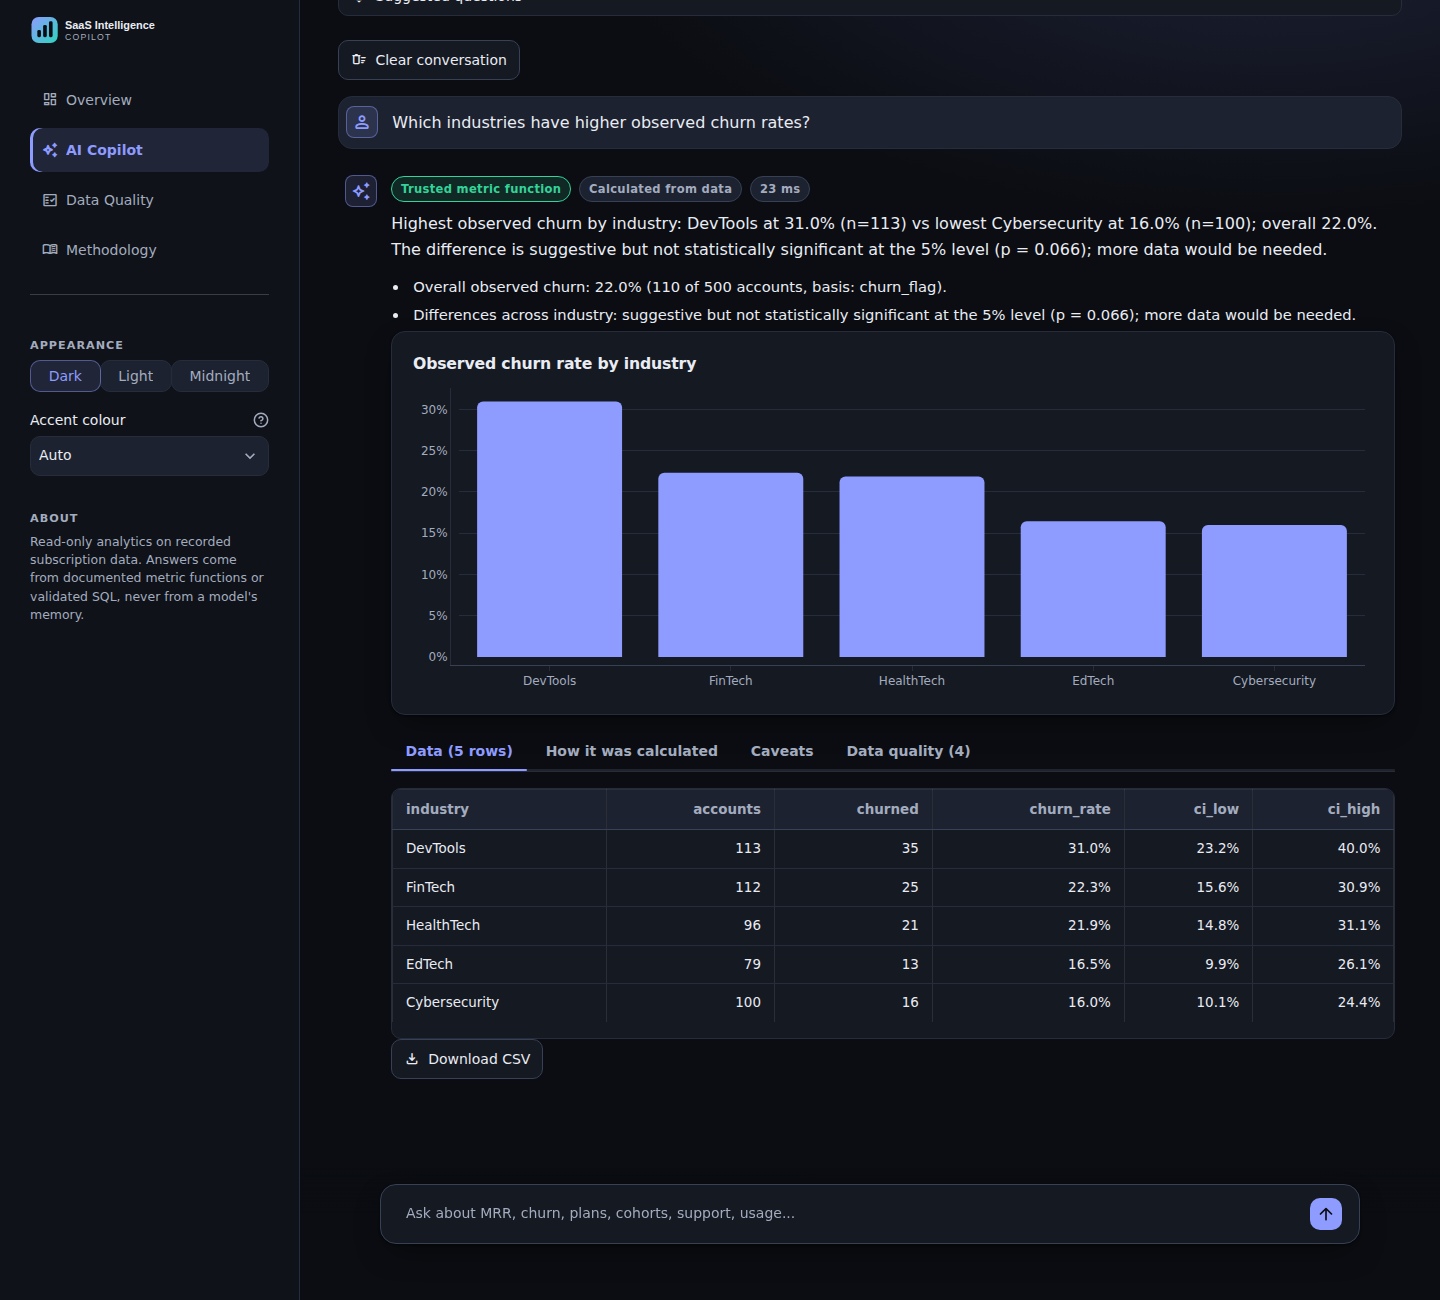 SaaS Intelligence
COPILOT
Overview
AI Copilot
Data Quality
Methodology
APPEARANCE
Dark Light Midnight
Accent colour
Auto
ABOUT
Read-only analytics on recorded
subscription data. Answers come
from documented metric functions or
validated SQL, never from a model's
memory.
Clear conversation
Which industries have higher observed churn rates?
Trusted metric function Calculated from data 23 ms
Highest observed churn by industry: DevTools at 31.0% (n=113) vs lowest Cybersecurity at 16.0% (n=100); overall 22.0%.
The difference is suggestive but not statistically significant at the 5% level (p = 0.066); more data would be needed.
• Overall observed churn: 22.0% (110 of 500 accounts, basis: churn_flag).
• Differences across industry: suggestive but not statistically significant at the 5% level (p = 0.066); more data would be needed.
Observed churn rate by industry
30%
25%
20%
15%
10%
5%
0%
DevTools FinTech HealthTech EdTech Cybersecurity
Data (5 rows) How it was calculated Caveats Data quality (4)
industry accounts churned churn_rate ci_low ci_high
DevTools 113 35 31.0% 23.2% 40.0%
FinTech 112 25 22.3% 15.6% 30.9%
HealthTech 96 21 21.9% 14.8% 31.1%
EdTech 79 13 16.5% 9.9% 26.1%
Cybersecurity 100 16 16.0% 10.1% 24.4%
Download CSV
Ask about MRR, churn, plans, cohorts, support, usage...